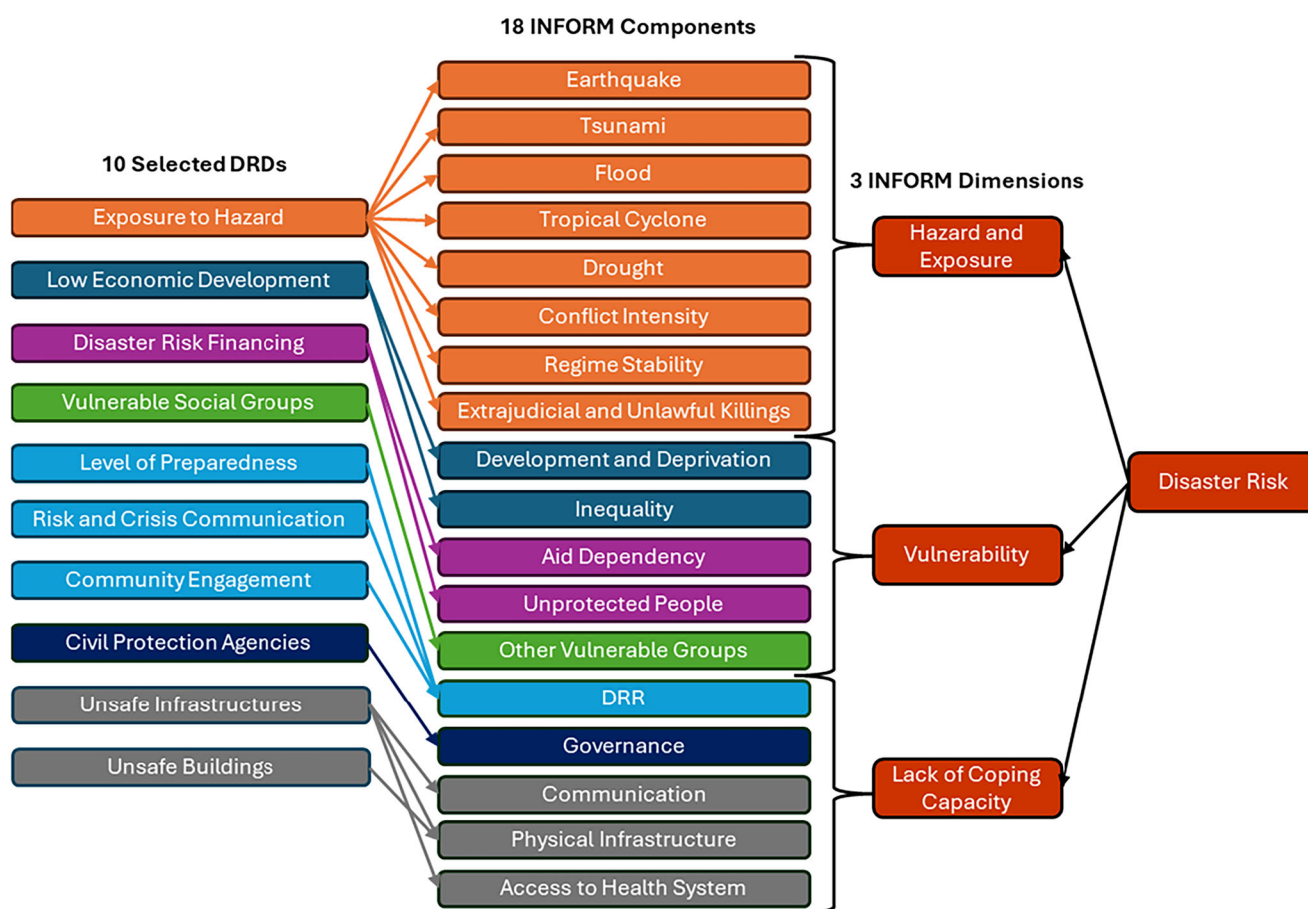 18 INFORM Components
10 Selected DRDs
Exposure to Hazard
Low Economic Development
Disaster Risk Financing
Vulnerable Social Groups
Level of Preparedness
Risk and Crisis Communication
Community Engagement
Civil Protection Agencies
Unsafe Infrastructures
Unsafe Buildings
Earthquake
Tsunami
Flood
Tropical Cyclone
Drought
Conflict Intensity
Regime Stability
Extrajudicial and Unlawful Killings
Development and Deprivation
Inequality
Aid Dependency
Unprotected People
Other Vulnerable Groups
DRR
Governance
Communication
Physical Infrastructure
Access to Health System
3 INFORM Dimensions
Hazard and
Exposure
Vulnerability
Lack of Coping
Capacity
Disaster Risk